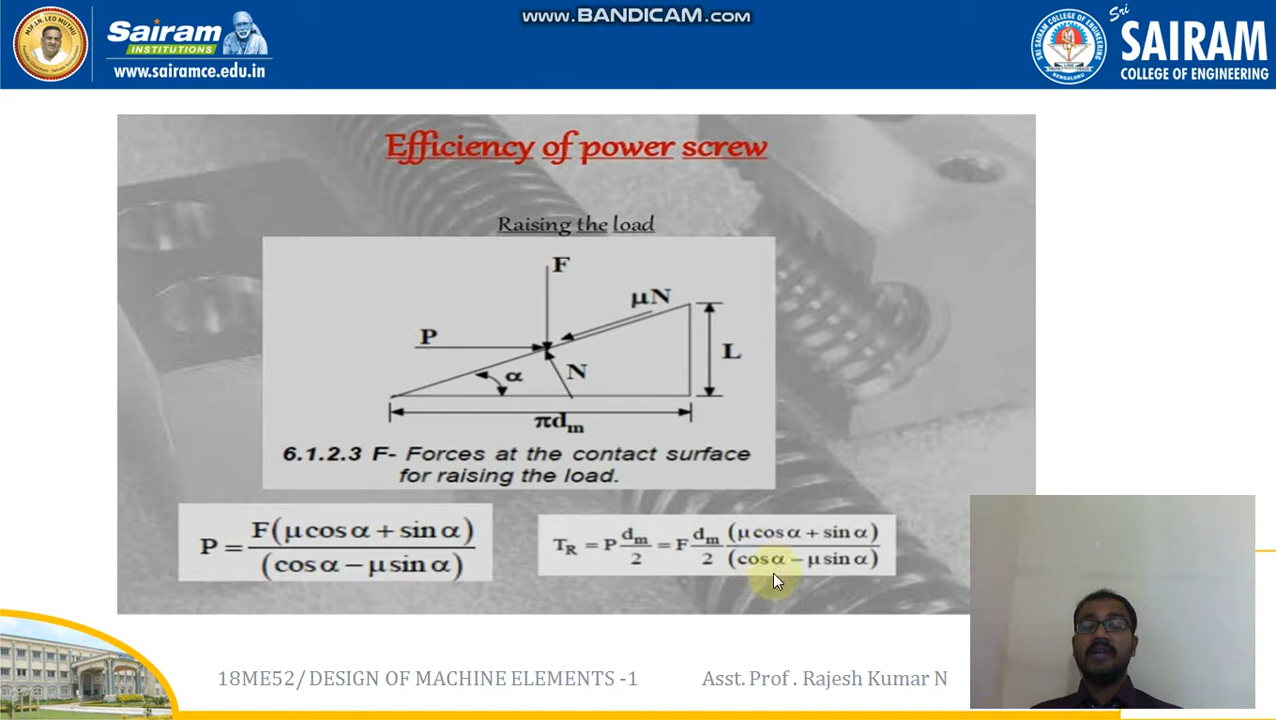 www.BANDICAM.com
Sairam
INSTITUTIONS
www.sairamce.edu.in
Sri
SAIRAM
COLLEGE OF ENGINEERING
Efficiency of power screw
Raising the load
F
μN
P
L
α
N
πdm
6.1.2.3 F- Forces at the contact surface
for raising the load.
P = F(μcosα + sinα) / (cosα − μsinα)
TR = P dm/2 = F dm/2 (μcosα + sinα) / (cosα − μsinα)
18ME52/ DESIGN OF MACHINE ELEMENTS -1
Asst. Prof . Rajesh Kumar N